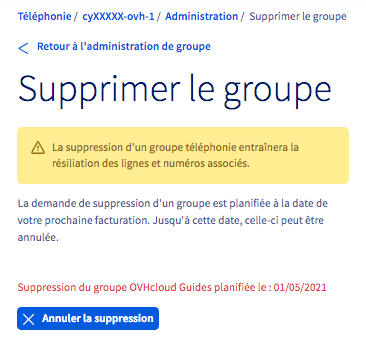 Téléphonie / cyXXXXX-ovh-1 / Administration / Supprimer le groupe
Retour à l'administration de groupe
Supprimer le groupe
La suppression d'un groupe téléphonie entraînera la
résiliation des lignes et numéros associés.
La demande de suppression d'un groupe est planifiée à la date de
votre prochaine facturation. Jusqu'à cette date, celle-ci peut être
annulée.
Suppression du groupe OVHcloud Guides planifiée le : 01/05/2021
Annuler la suppression